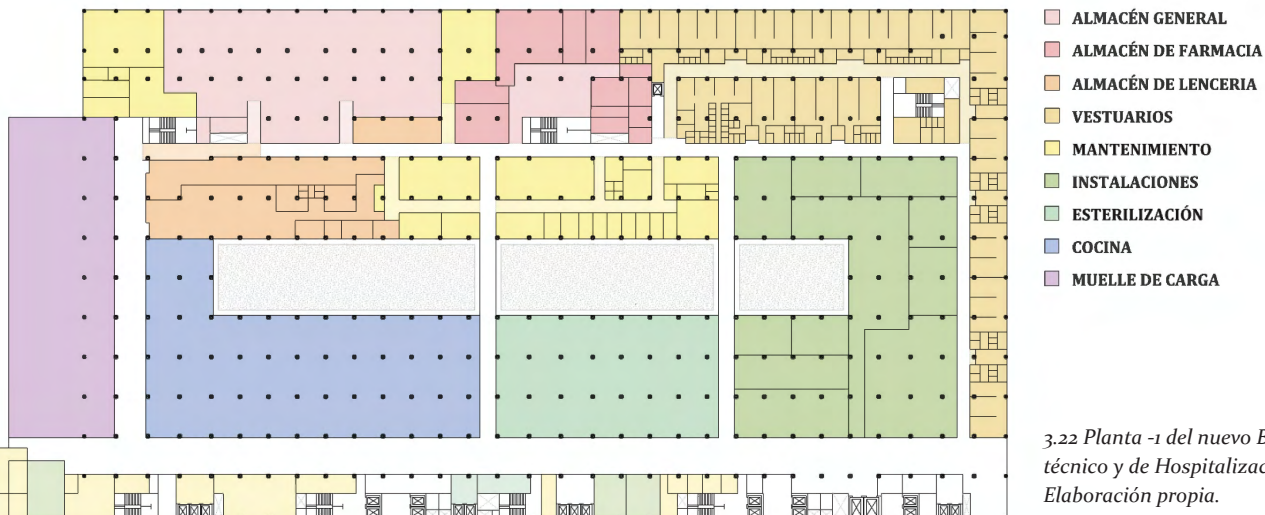 ALMACÉN GENERAL
ALMACÉN DE FARMACIA
ALMACÉN DE LENCERIA
VESTUARIOS
MANTENIMIENTO
INSTALACIONES
ESTERILIZACIÓN
COCINA
MUELLE DE CARGA
3.22 Planta -1 del nuevo
técnico y de
Elaboración propia.